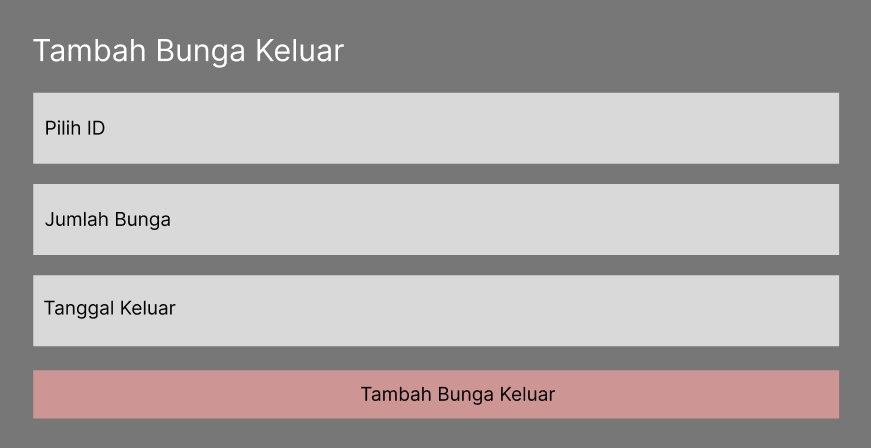 Tambah Bunga Keluar
Pilih ID
Jumlah Bunga
Tanggal Keluar
Tambah Bunga Keluar